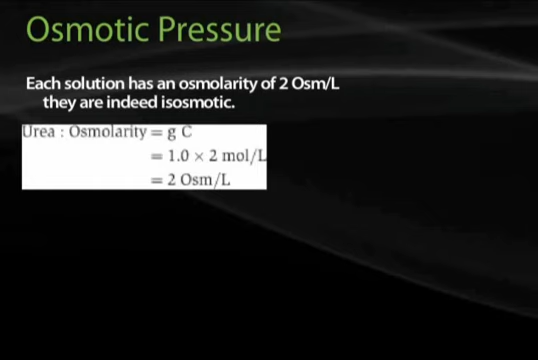 Osmotic Pressure
Each solution has an osmolarity of 2 Osm/L
they are indeed isosmotic.
Urea : Osmolarity = g C
= 1.0 × 2 mol/L
= 2 Osm/L